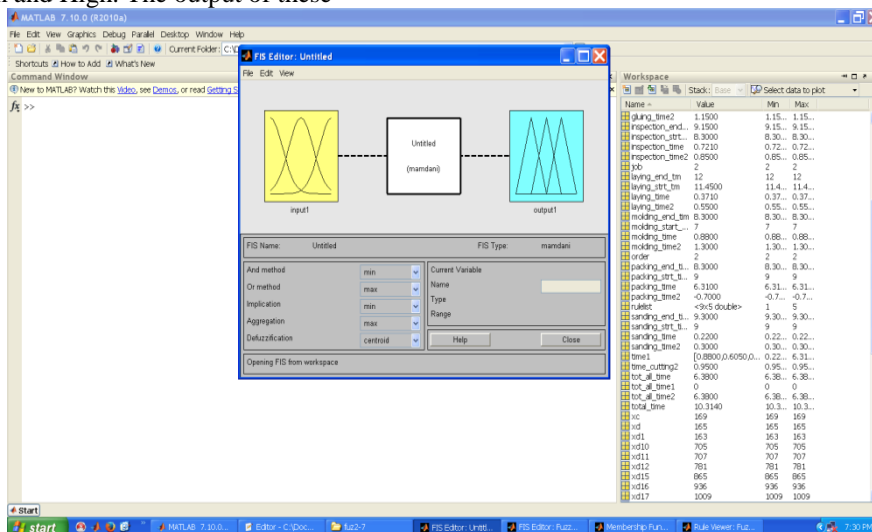 and High. The output of these
MATLAB 7.10.0 (R2010a)
File Edit View Graphics Debug Parallel Desktop Window Help
Current Folder: C:\D
Shortcuts How to Add What's New
Command Window
New to MATLAB? Watch this Video, see Demos, or read Getting S
fx >>
FIS Editor: Untitled
File Edit View
Untitled
(mamdani)
input1
output1
FIS Name: Untitled
FIS Type: mamdani
And method min
Or method max
Implication min
Aggregation max
Defuzzification centroid
Current Variable
Name
Type
Range
Help Close
Opening FIS from workspace
Workspace
Stack: Base Select data to plot
Name Value Min Max
gluing_time2 1.1500 1.15... 1.15...
inspection_end... 9.1500 9.15... 9.15...
inspection_strt... 8.3000 8.30... 8.30...
inspection_time 0.7210 0.72... 0.72...
inspection_time2 0.8500 0.85... 0.85...
job 2 2 2
laying_end_tm 12 12 12
laying_strt_tm 11.4500 11.4... 11.4...
laying_time 0.3710 0.37... 0.37...
laying_time2 0.5500 0.55... 0.55...
molding_end_tm 8.3000 8.30... 8.30...
molding_start_... 7 7 7
molding_time 0.8800 0.88... 0.88...
molding_time2 1.3000 1.30... 1.30...
order 2 2 2
packing_end_ti... 8.3000 8.30... 8.30...
packing_strt_ti... 9 9 9
packing_time 6.3100 6.31... 6.31...
packing_time2 -0.7000 -0.7... -0.7...
rulelist <9x5 double> 1 5
sanding_end_ti... 9.3000 9.30... 9.30...
sanding_strt_ti... 9 9 9
sanding_time 0.2200 0.22... 0.22...
sanding_time2 0.3000 0.30... 0.30...
time1 [0.8800,0.6050,0... 0.22... 6.31...
time_cutting2 0.9500 0.95... 0.95...
tot_all_time 6.3800 6.38... 6.38...
tot_all_time1 0 0 0
tot_all_time2 6.3800 6.38... 6.38...
total_time 10.3140 10.3... 10.3...
xc 169 169 169
xd 165 165 165
xd1 163 163 163
xd10 705 705 705
xd11 707 707 707
xd12 781 781 781
xd15 865 865 865
xd16 936 936 936
xd17 1009 1009 1009
Start
start MATLAB 7.10.0... Editor - C:\Doc... fuz2-7 FIS Editor: Untitl... FIS Editor: Fuzz... Membership Fun... Rule Viewer: Fuz... 7:30 PM